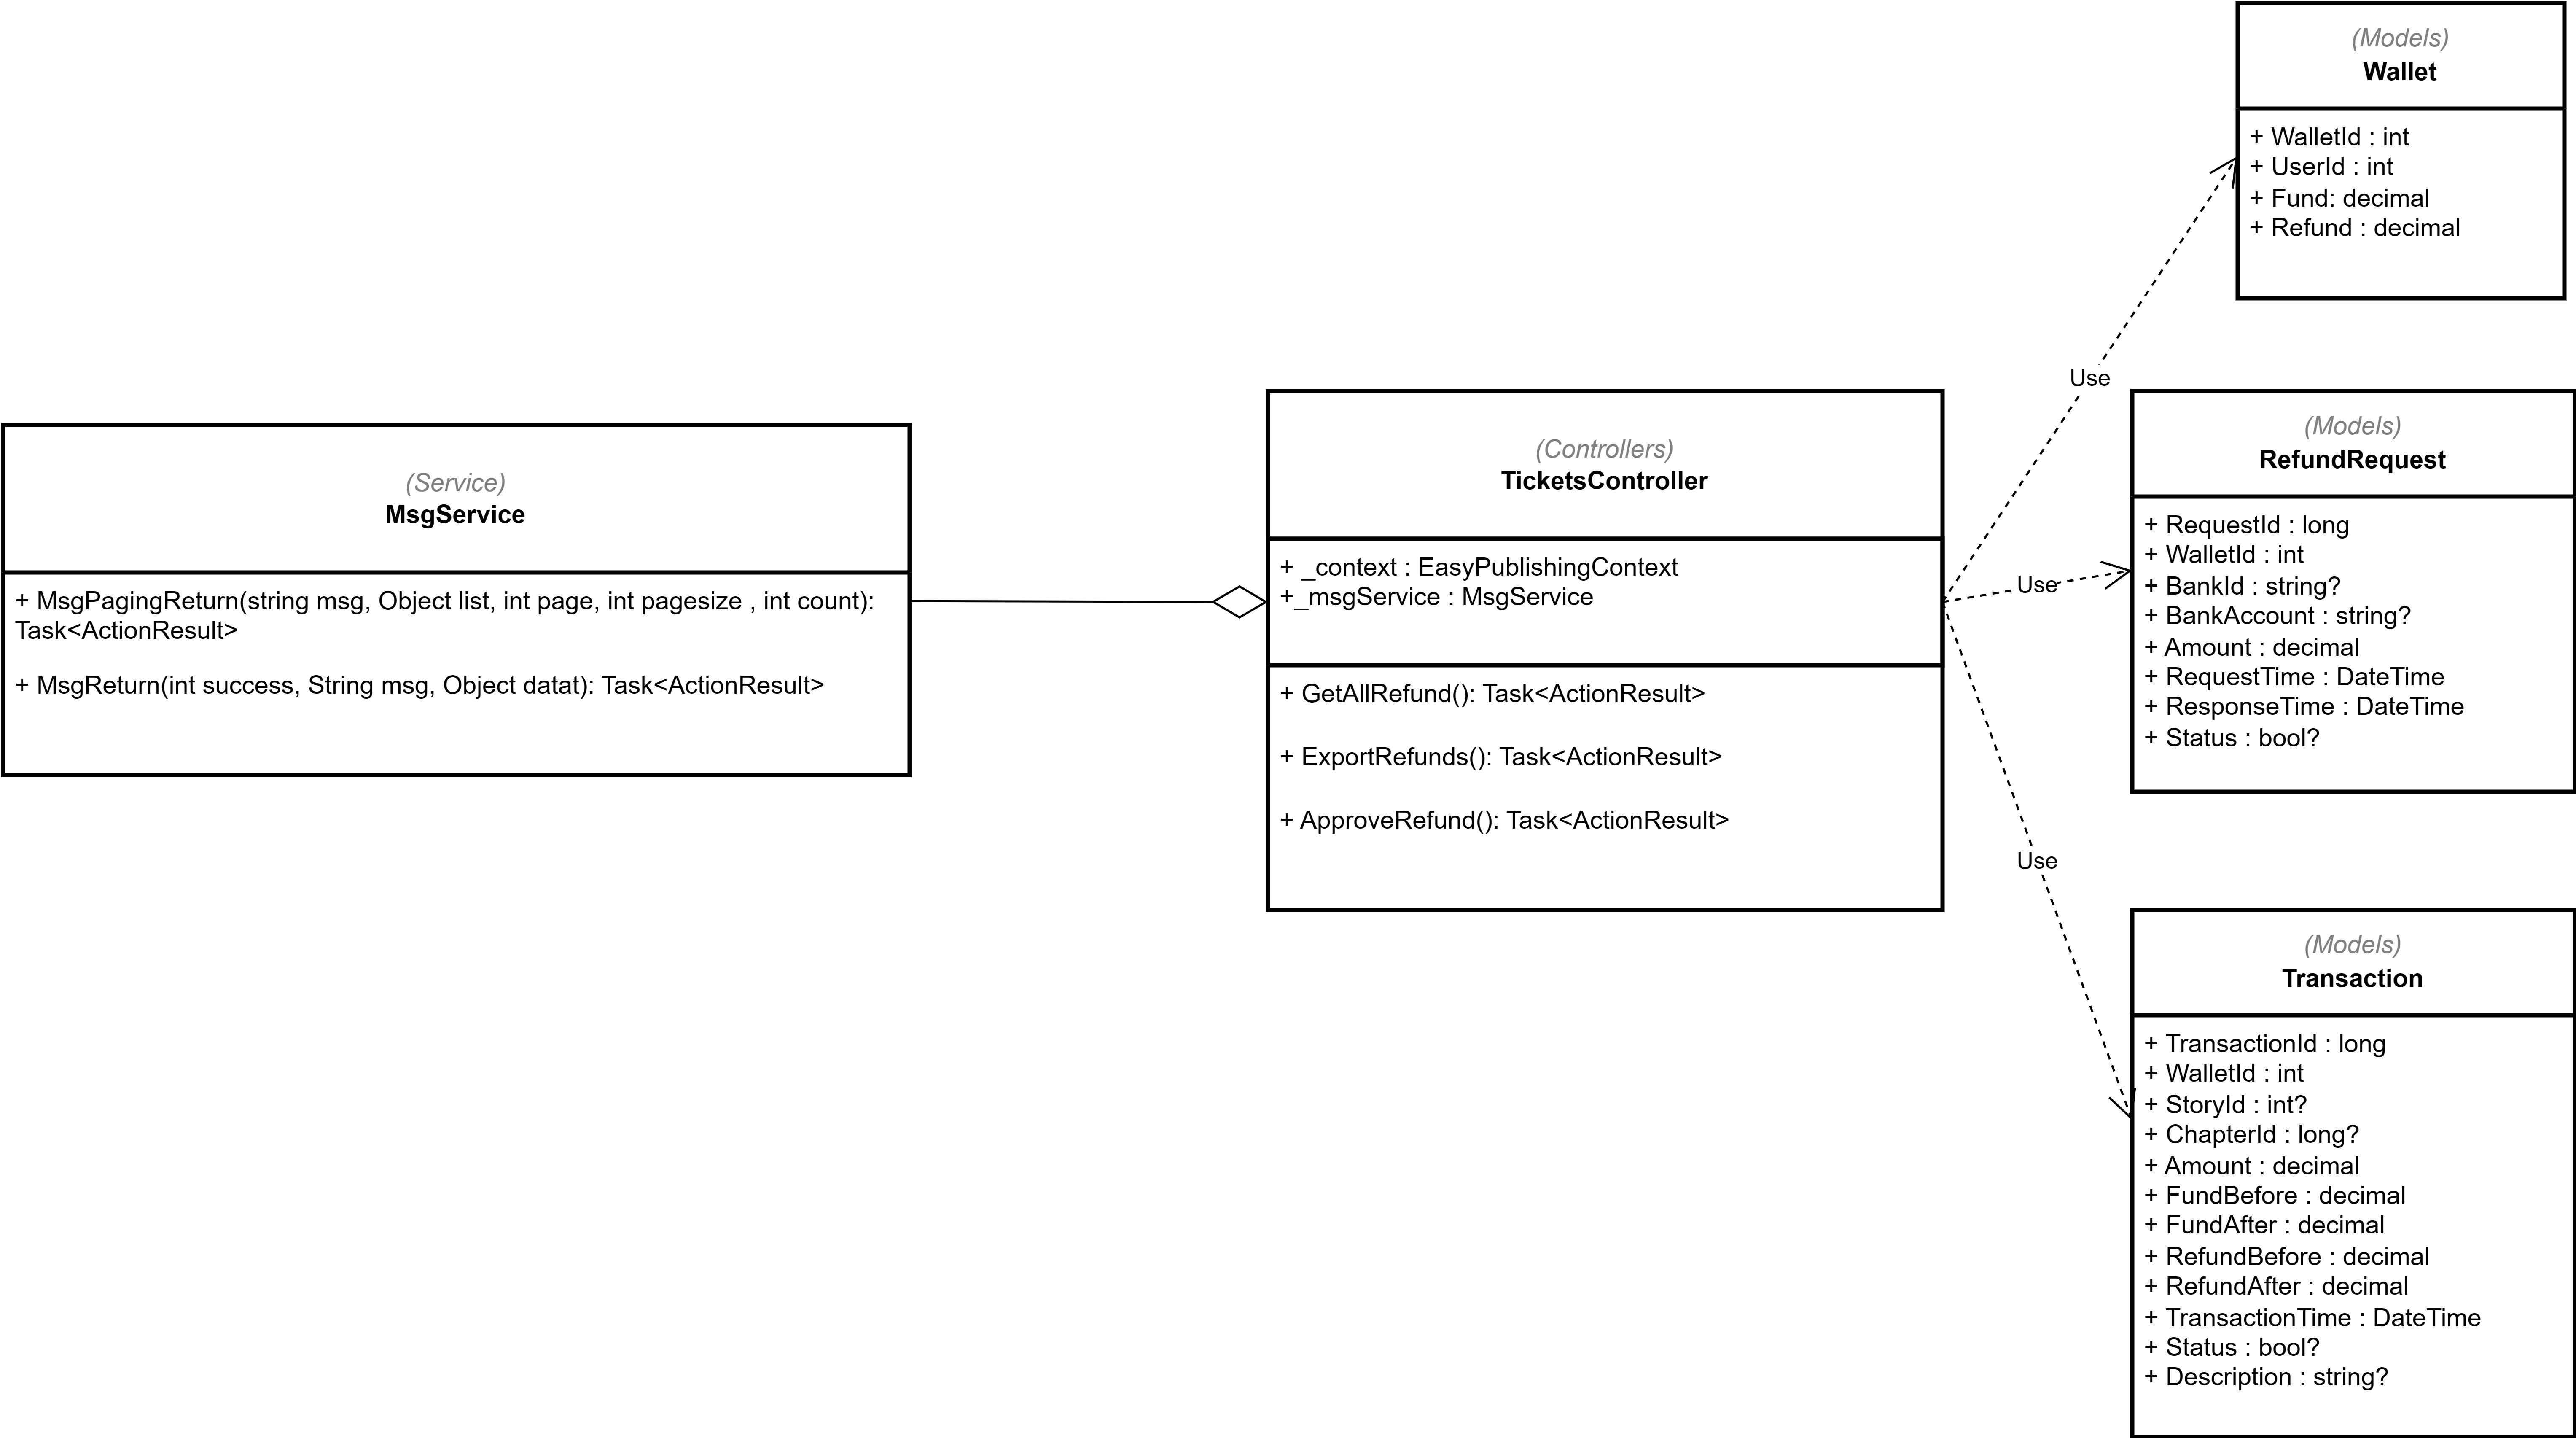 (Service)
MsgService
+ MsgPagingReturn(string msg, Object list, int page, int pagesize , int count):
Task<ActionResult>
+ MsgReturn(int success, String msg, Object datat): Task<ActionResult>
(Controllers)
TicketsController
+ _context : EasyPublishingContext
+_msgService : MsgService
+ GetAllRefund(): Task<ActionResult>
+ ExportRefunds(): Task<ActionResult>
+ ApproveRefund(): Task<ActionResult>
Use
Use
Use
(Models)
Wallet
+ WalletId : int
+ UserId : int
+ Fund: decimal
+ Refund : decimal
(Models)
RefundRequest
+ RequestId : long
+ WalletId : int
+ BankId : string?
+ BankAccount : string?
+ Amount : decimal
+ RequestTime : DateTime
+ ResponseTime : DateTime
+ Status : bool?
(Models)
Transaction
+ TransactionId : long
+ WalletId : int
+ StoryId : int?
+ ChapterId : long?
+ Amount : decimal
+ FundBefore : decimal
+ FundAfter : decimal
+ RefundBefore : decimal
+ RefundAfter : decimal
+ TransactionTime : DateTime
+ Status : bool?
+ Description : string?